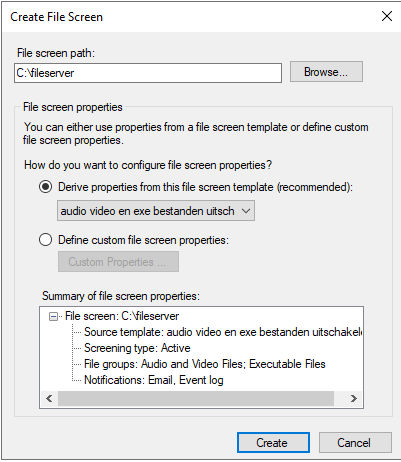 Create File Screen
File screen path:
C:\fileserver
Browse...
File screen properties
You can either use properties from a file screen template or define custom
file screen properties.
How do you want to configure file screen properties?
Derive properties from this file screen template (recommended):
audio video en exe bestanden uitsch
Define custom file screen properties:
Custom Properties ...
Summary of file screen properties:
File screen: C:\fileserver
Source template: audio video en exe bestanden uitschakele
Screening type: Active
File groups: Audio and Video Files; Executable Files
Notifications: Email, Event log
Create
Cancel